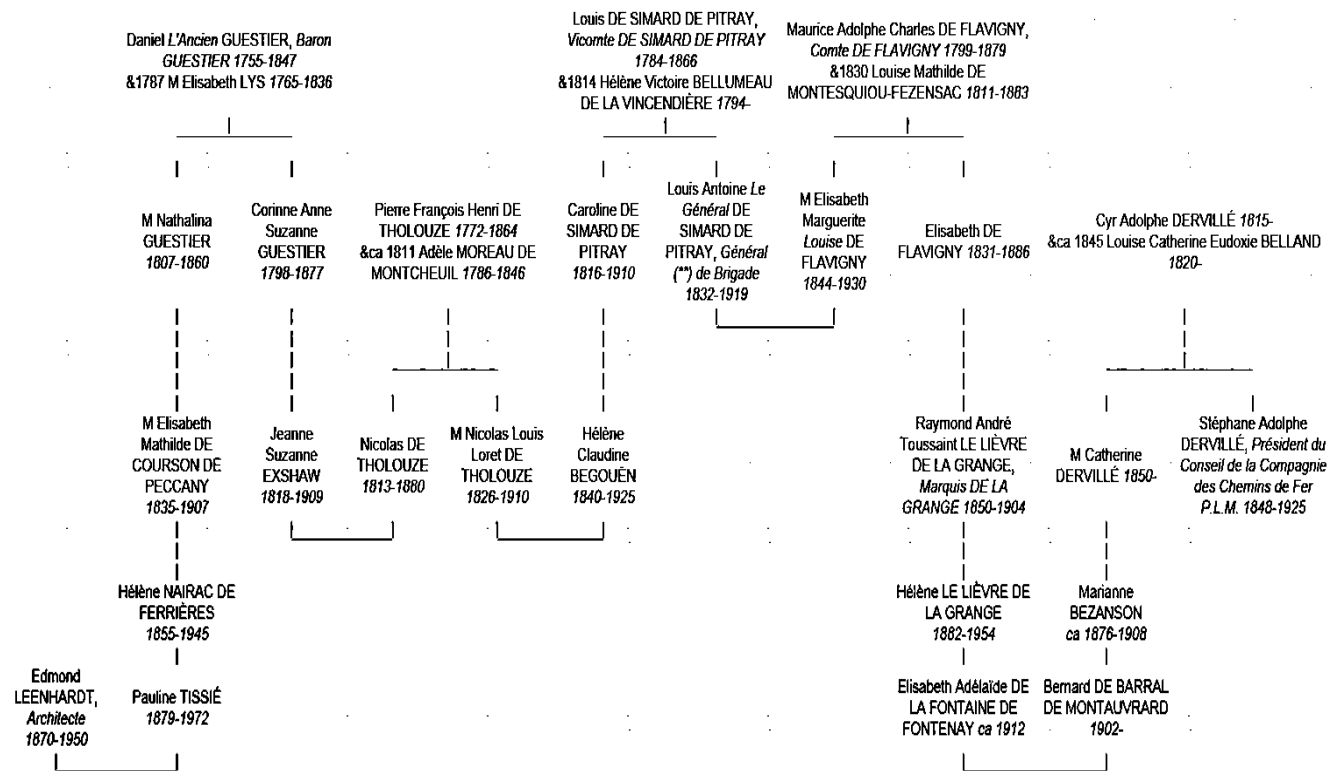 Daniel L'Ancien GUESTIER, Baron
GUESTIER 1755-1847
&1787 M Elisabeth LYS 1765-1836
Louis DE SIMARD DE PITRAY,
Vicomte DE SIMARD DE PITRAY
1784-1866
&1814 Hélène Victoire BELLUMEAU
DE LA VINCENDIÈRE 1794-
Maurice Adolphe Charles DE FLAVIGNY,
Comte DE FLAVIGNY 1799-1879
&1830 Louise Mathilde DE
MONTESQUIOU-FEZENSAC 1811-1883
M Nathalina
GUESTIER
1807-1860
Corinne Anne
Suzanne
GUESTIER
1798-1877
Pierre François Henri DE
THOLOUZE 1772-1864
&ca 1811 Adèle MOREAU DE
MONTCHEUIL 1786-1846
Caroline DE
SIMARD DE
PITRAY
1816-1910
Louis Antoine Le
Général DE
SIMARD DE
PITRAY, Général
(**) de Brigade
1832-1919
M Elisabeth
Marguerite
Louise DE
FLAVIGNY
1844-1930
Elisabeth DE
FLAVIGNY 1831-1886
Cyr Adolphe DERVILLÉ 1815-
&ca 1845 Louise Catherine Eudoxie BELLAND
1820-
M Elisabeth
Mathilde DE
COURSON DE
PECCANY
1835-1907
Jeanne
Suzanne
EXSHAW
1818-1909
Nicolas DE
THOLOUZE
1813-1880
M Nicolas Louis
Loret DE
THOLOUZE
1826-1910
Hélène
Claudine
BEGOUËN
1840-1925
Raymond André
Toussaint LE LIÈVRE
DE LA GRANGE,
Marquis DE LA
GRANGE 1850-1904
M Catherine
DERVILLÉ 1850-
Stéphane Adolphe
DERVILLÉ, Président du
Conseil de la Compagnie
des Chemins de Fer
P.L.M. 1848-1925
Hélène NAIRAC DE
FERRIÈRES
1855-1945
Hélène LE LIÈVRE DE
LA GRANGE
1882-1954
Marianne
BEZANSON
ca 1876-1908
Edmond
LEENHARDT,
Architecte
1870-1950
Pauline TISSIÉ
1879-1972
Elisabeth Adélaïde DE
LA FONTAINE DE
FONTENAY ca 1912
Bernard DE BARRAL
DE MONTAUVRARD
1902-